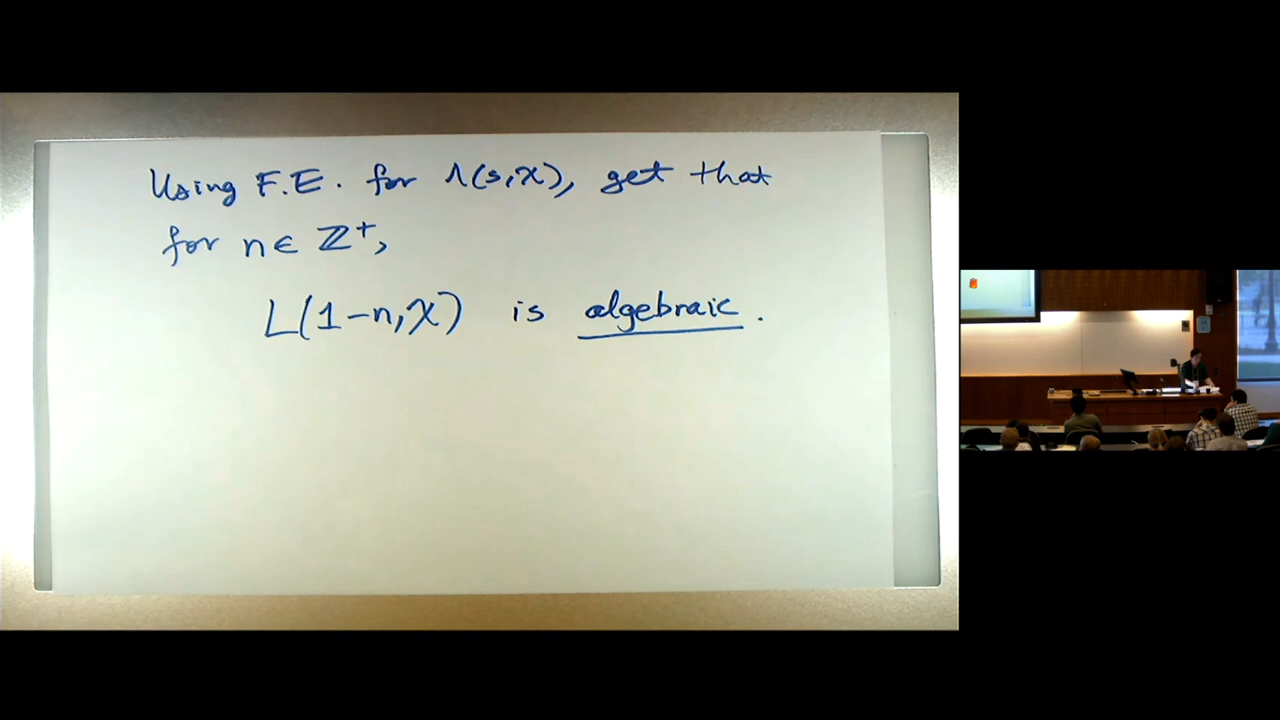 Using F.E. for Λ(s,χ), get that
for n ∈ ℤ⁺,
L(1-n,χ) is algebraic.